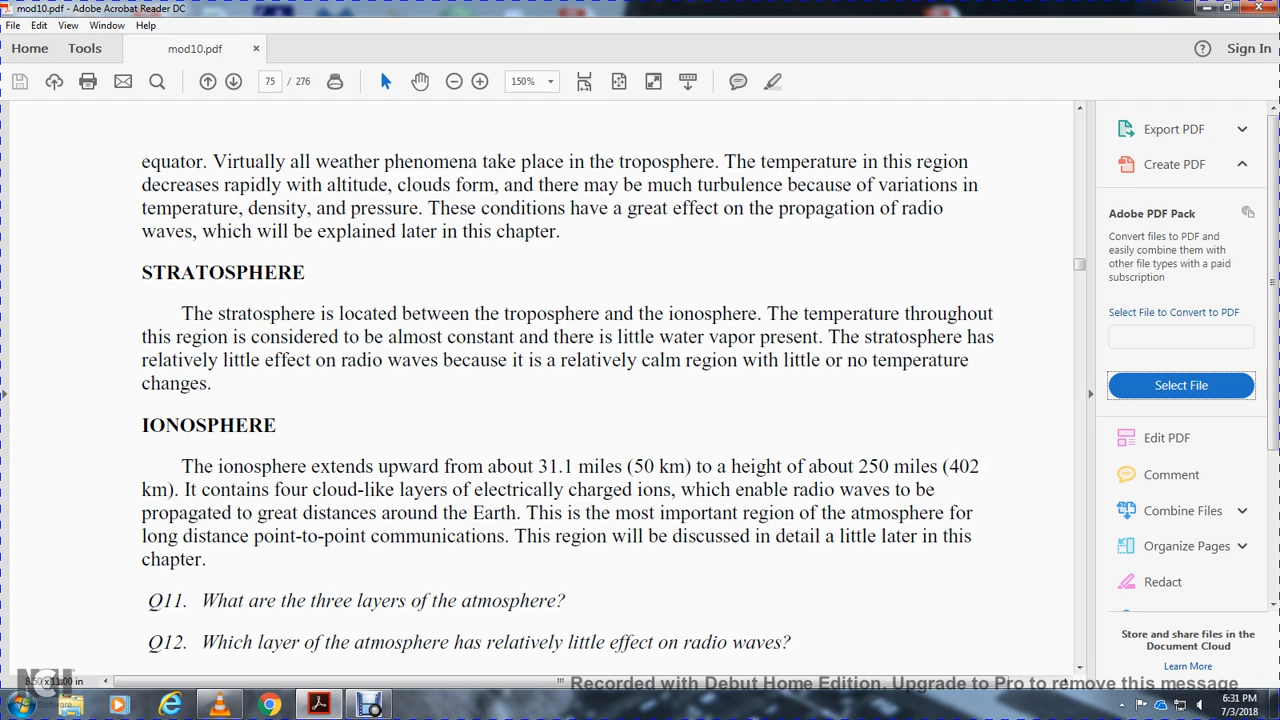 mod10.pdf - Adobe Acrobat Reader DC
File Edit View Window Help
Home Tools mod10.pdf × Sign In
75 / 276 150%
equator. Virtually all weather phenomena take place in the troposphere. The temperature in this region
decreases rapidly with altitude, clouds form, and there may be much turbulence because of variations in
temperature, density, and pressure. These conditions have a great effect on the propagation of radio
waves, which will be explained later in this chapter.
STRATOSPHERE
The stratosphere is located between the troposphere and the ionosphere. The temperature throughout
this region is considered to be almost constant and there is little water vapor present. The stratosphere has
relatively little effect on radio waves because it is a relatively calm region with little or no temperature
changes.
IONOSPHERE
The ionosphere extends upward from about 31.1 miles (50 km) to a height of about 250 miles (402
km). It contains four cloud-like layers of electrically charged ions, which enable radio waves to be
propagated to great distances around the Earth. This is the most important region of the atmosphere for
long distance point-to-point communications. This region will be discussed in detail a little later in this
chapter.
Q11. What are the three layers of the atmosphere?
Q12. Which layer of the atmosphere has relatively little effect on radio waves?
8.50 x 11.00 in
Export PDF
Create PDF
Adobe PDF Pack
Convert files to PDF and
easily combine them with
other file types with a paid
subscription
Select File to Convert to PDF
Select File
Edit PDF
Comment
Combine Files
Organize Pages
Redact
Store and share files in the
Document Cloud
Learn More
Recorded with Debut Home Edition. Upgrade to Pro to remove this message
NCH
Software
6:31 PM
7/3/2018